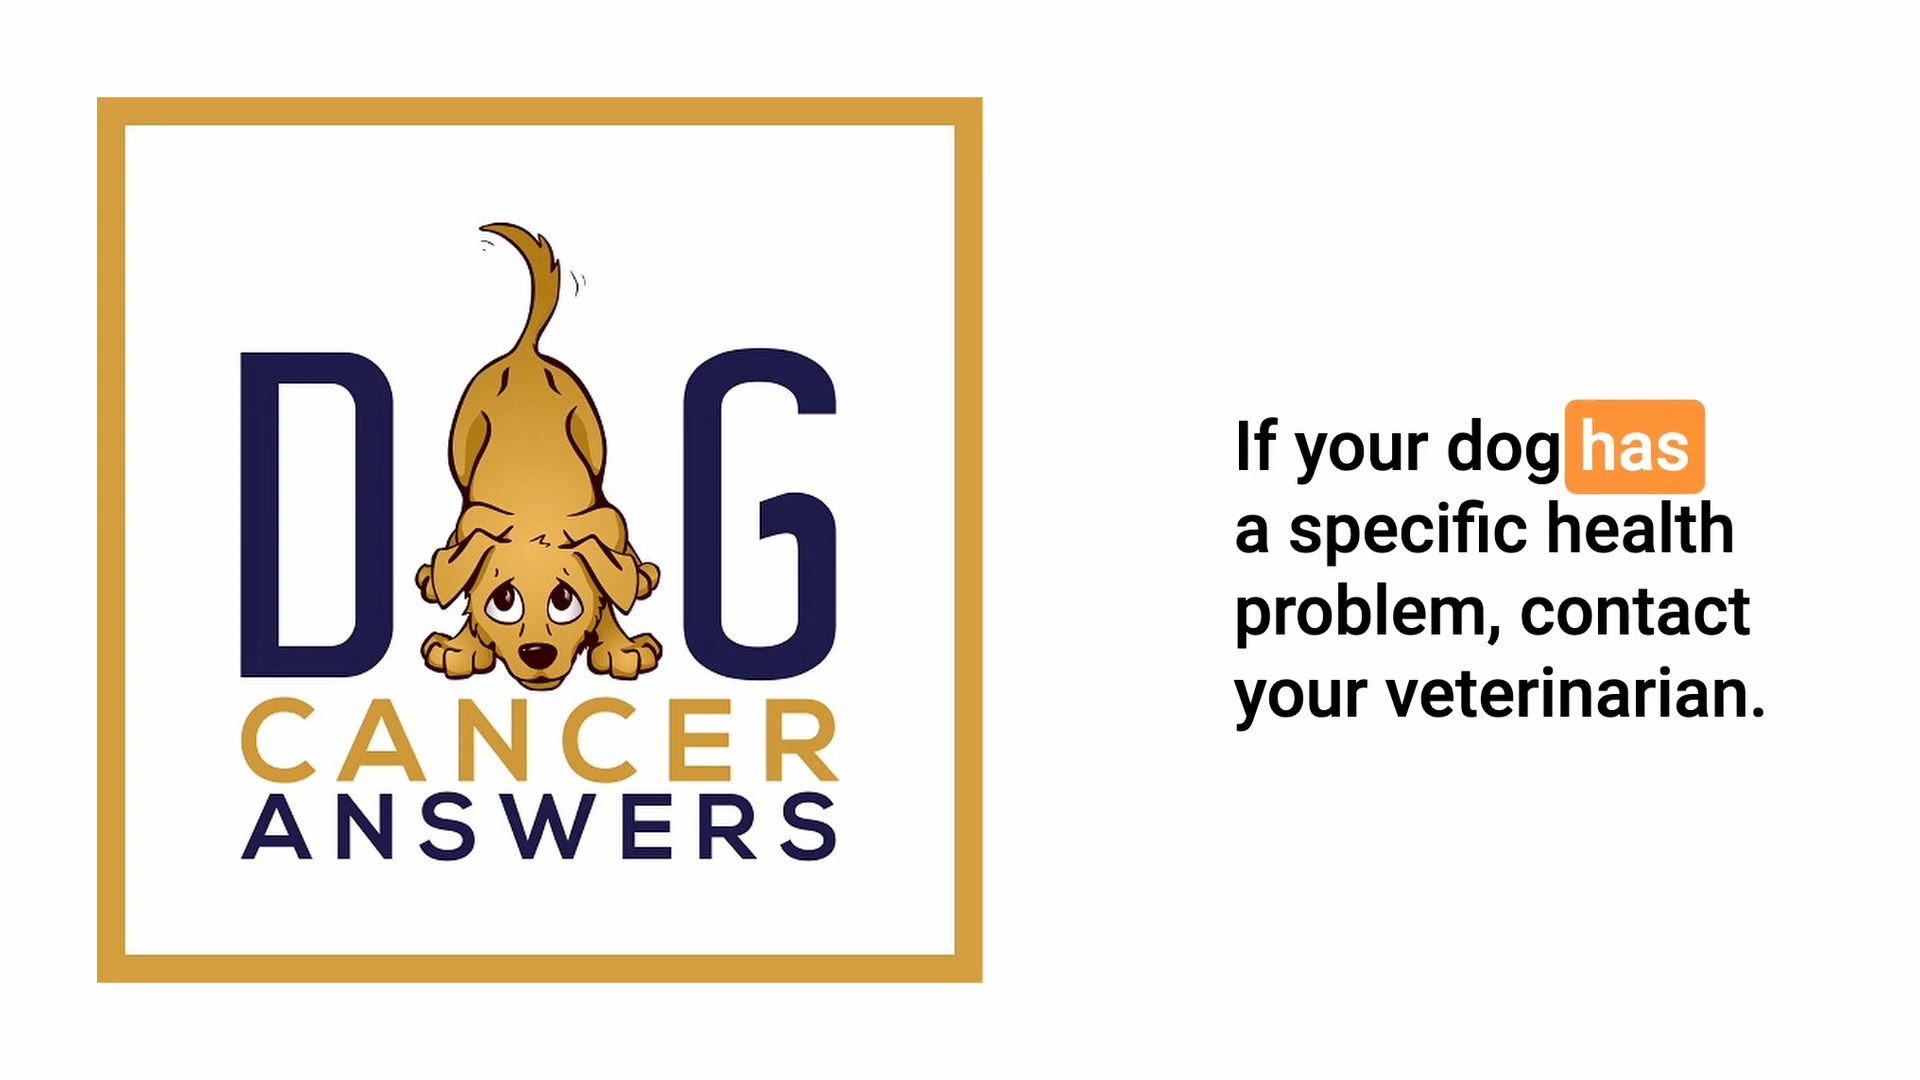 DOG
CANCER
ANSWERS
If your dog has
a specific health
problem, contact
your veterinarian.